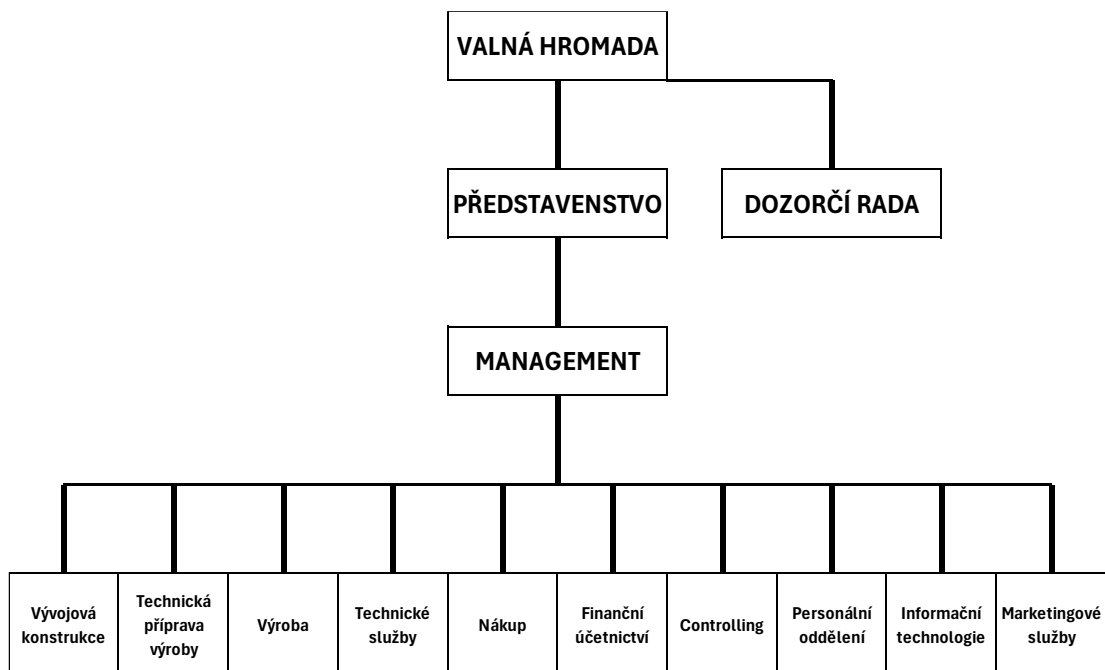 VALNÁ HROMADA
PŘEDSTAVENSTVO
DOZORČÍ RADA
MANAGEMENT
Vývojová
konstrukce
Technická
příprava
výroby
Výroba
Technické
služby
Nákup
Finanční
účetnictví
Controlling
Personální
oddělení
Informační
technologie
Marketingové
služby